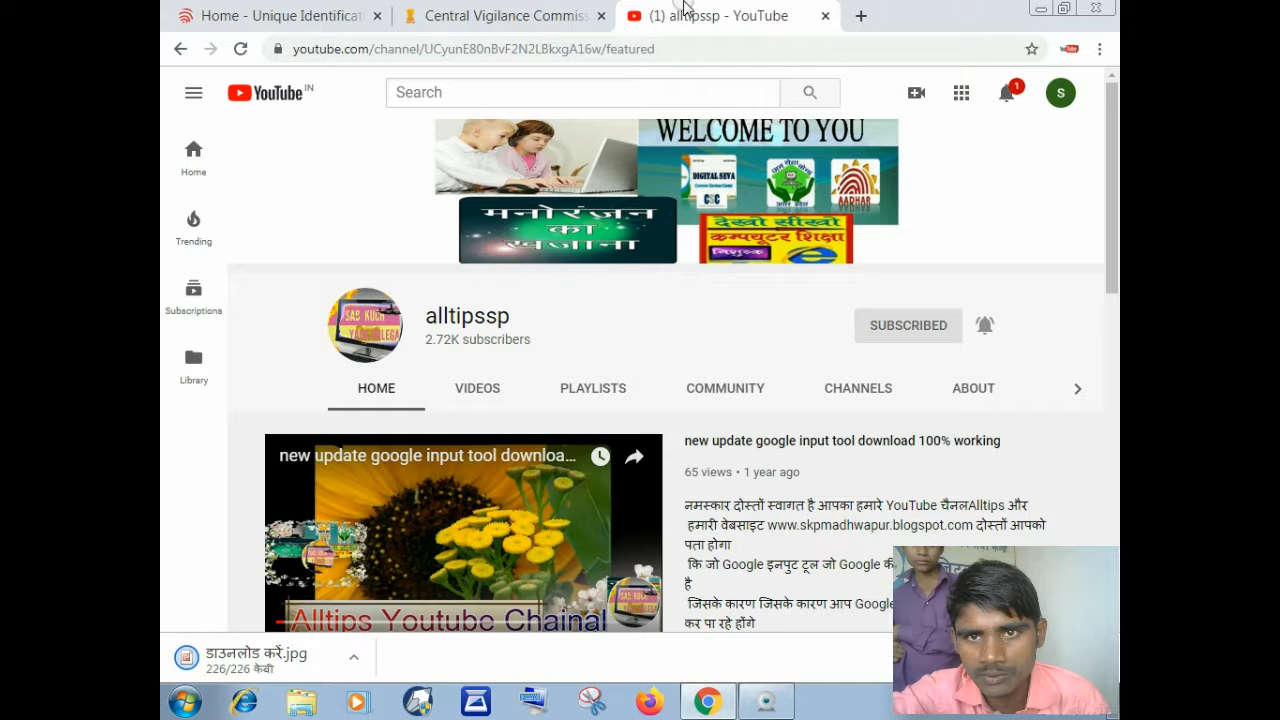 Home - Unique Identificat
Central Vigilance Commiss
(1) alltipssp - YouTube
youtube.com/channel/UCyunE80nBvF2N2LBkxgA16w/featured
YouTube IN
Search
1
S
Home
Trending
Subscriptions
Library
WELCOME TO YOU
DIGITAL SEVA
CSC
AADHAR
मनोरंजन
का
खजाना
देखो सीखो
कम्प्यूटर शिक्षा
निशुल्क
SAB KUCH
alltipssp
2.72K subscribers
SUBSCRIBED
HOME
VIDEOS
PLAYLISTS
COMMUNITY
CHANNELS
ABOUT
new update google input tool downloa...
Alltips Youtube Chainal
new update google input tool download 100% working
65 views • 1 year ago
नमस्कार दोस्तों स्वागत है आपका हमारे YouTube चैनलAlltips और
हमारी वेबसाइट www.skpmadhwapur.blogspot.com दोस्तों आपको
पता होगा
कि जो Google इनपुट टूल जो Google की
है
जिसके कारण जिसके कारण आप Google
कर पा रहे होंगे
डाउनलोड करें.jpg
226/226 केबी